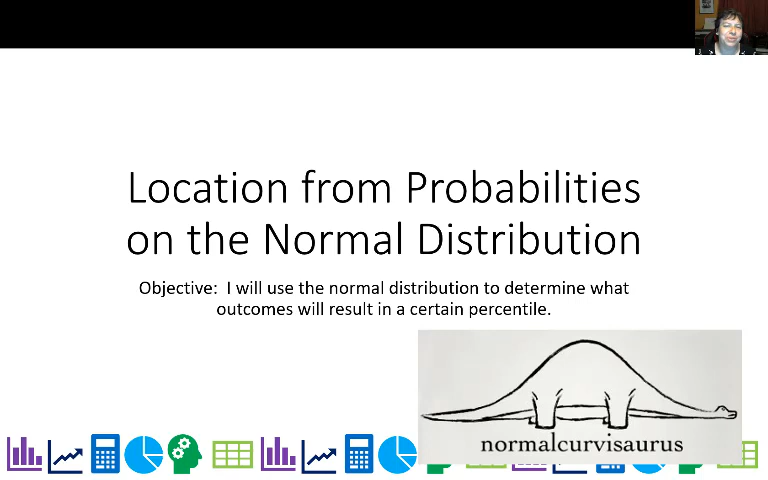 Location from Probabilities
on the Normal Distribution
Objective:  I will use the normal distribution to determine what
outcomes will result in a certain percentile.
normalcurvisaurus